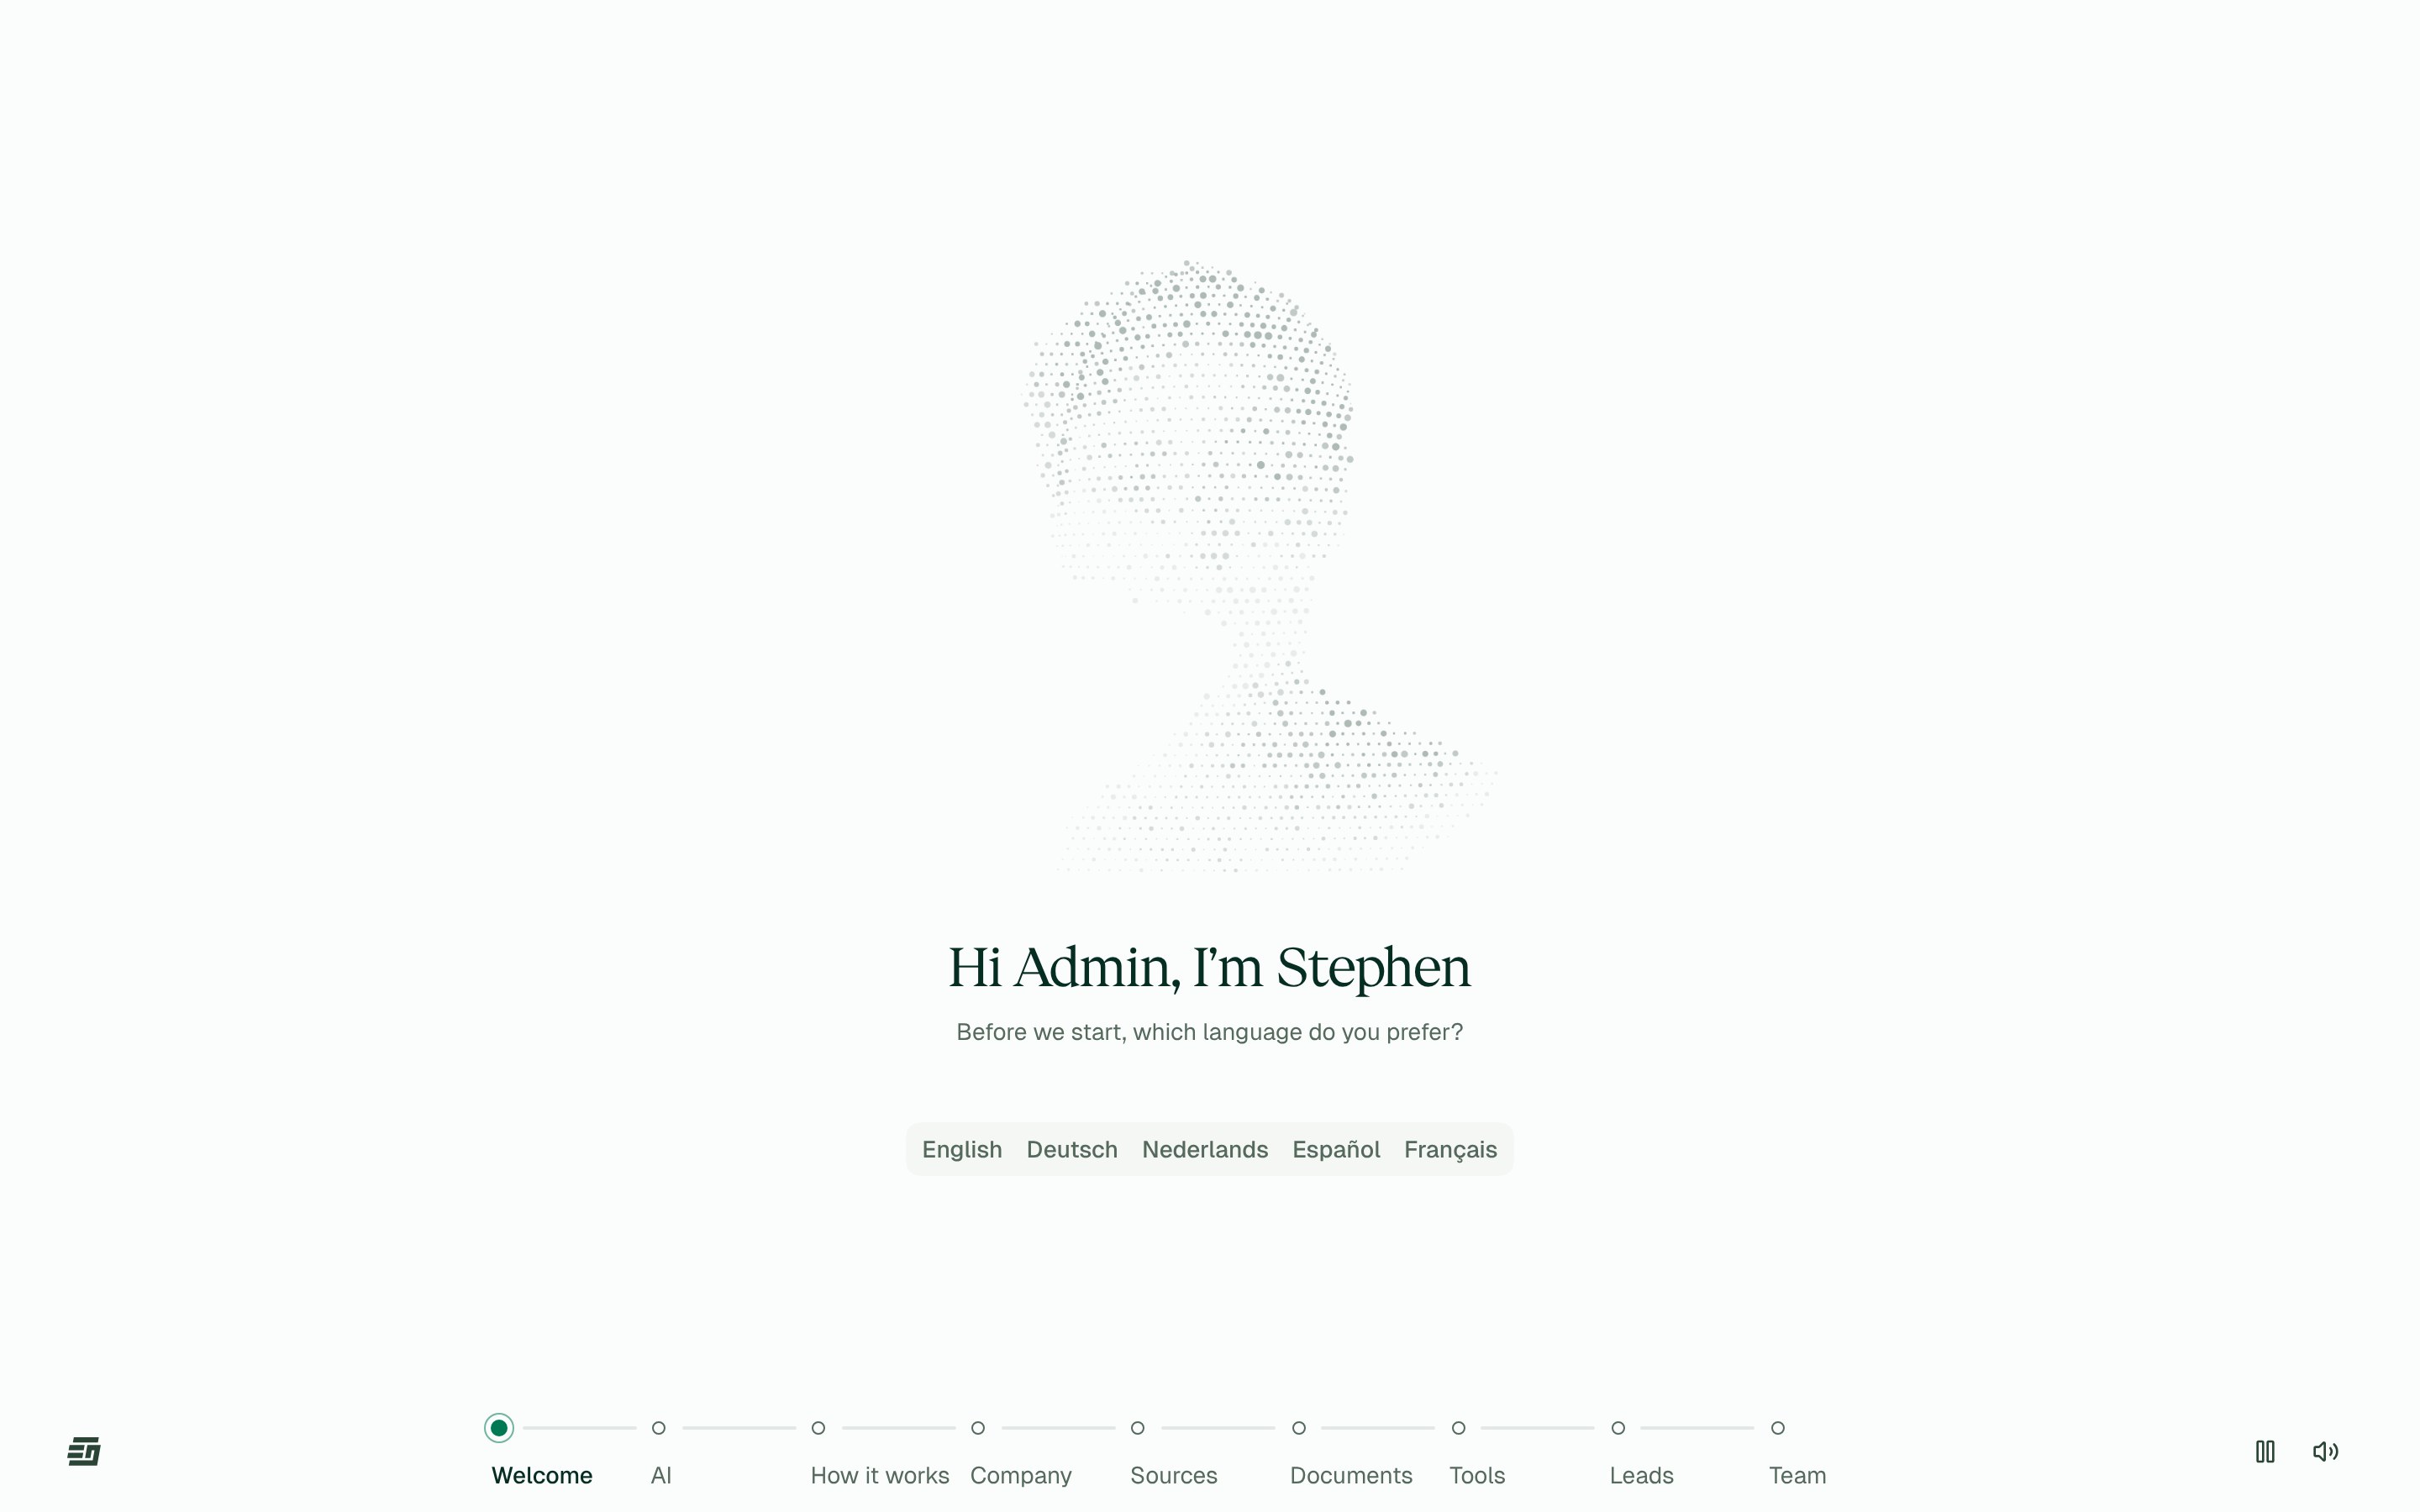 Hi Admin, I’m Stephen
Before we start, which language do you prefer?
English Deutsch Nederlands Español Français
Welcome AI How it works Company Sources Documents Tools Leads Team